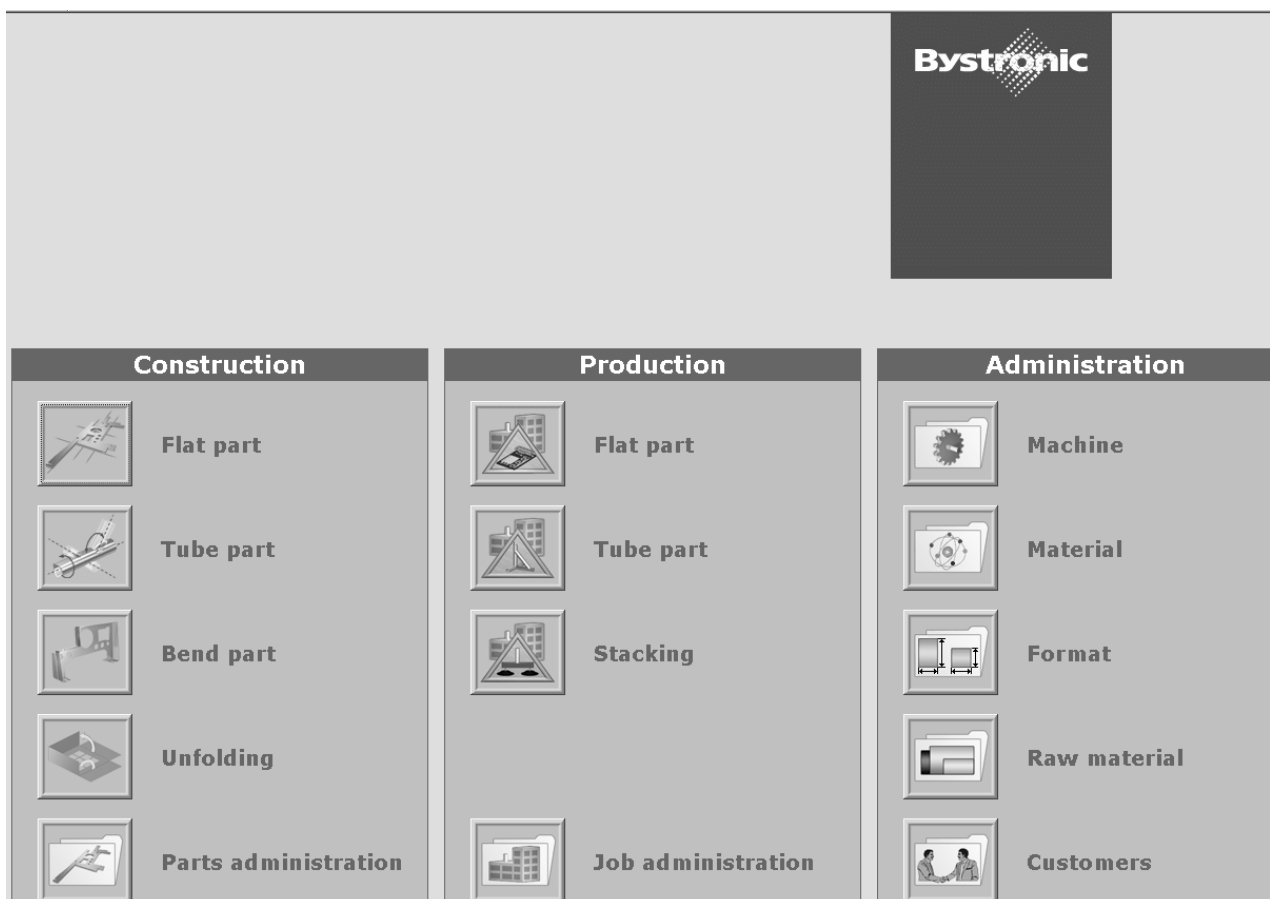 Bystronic
Construction
Flat part
Tube part
Bend part
Unfolding
Parts administration
Production
Flat part
Tube part
Stacking
Job administration
Administration
Machine
Material
Format
Raw material
Customers